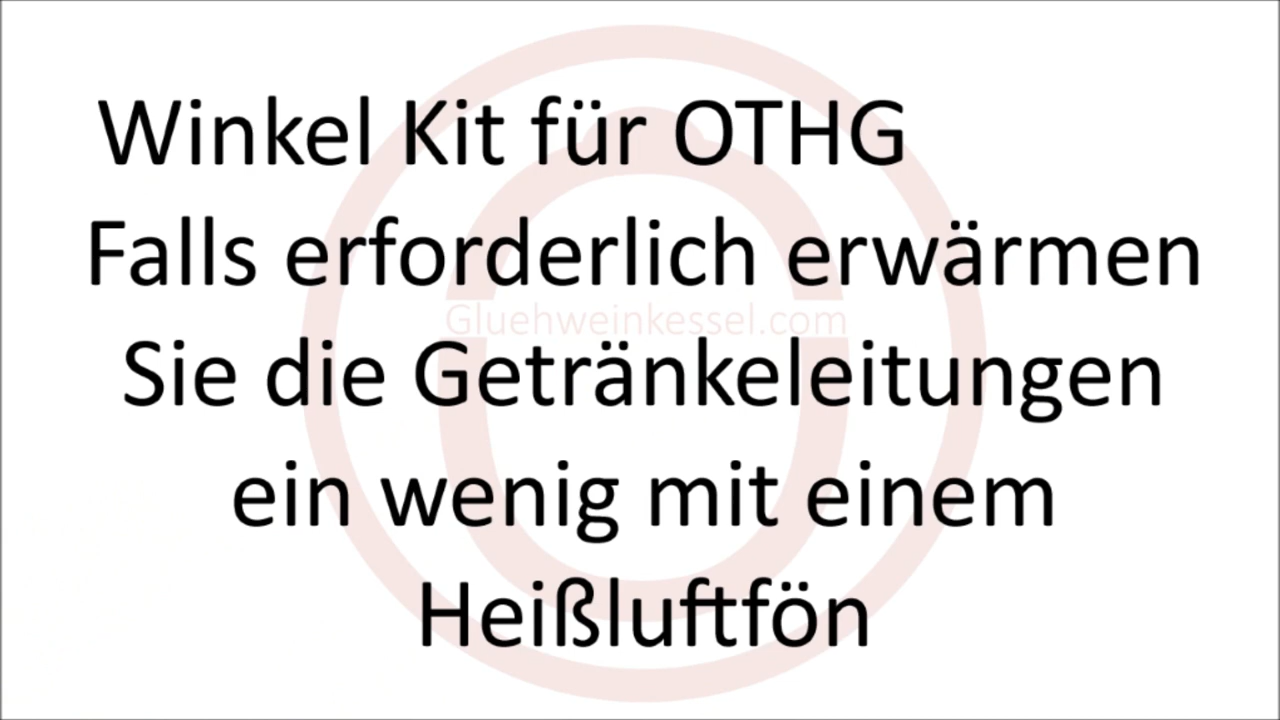 Winkel Kit für OTHG
Falls erforderlich erwärmen
Gluehweinkessel.com
Sie die Getränkeleitungen
ein wenig mit einem
Heißluftfön